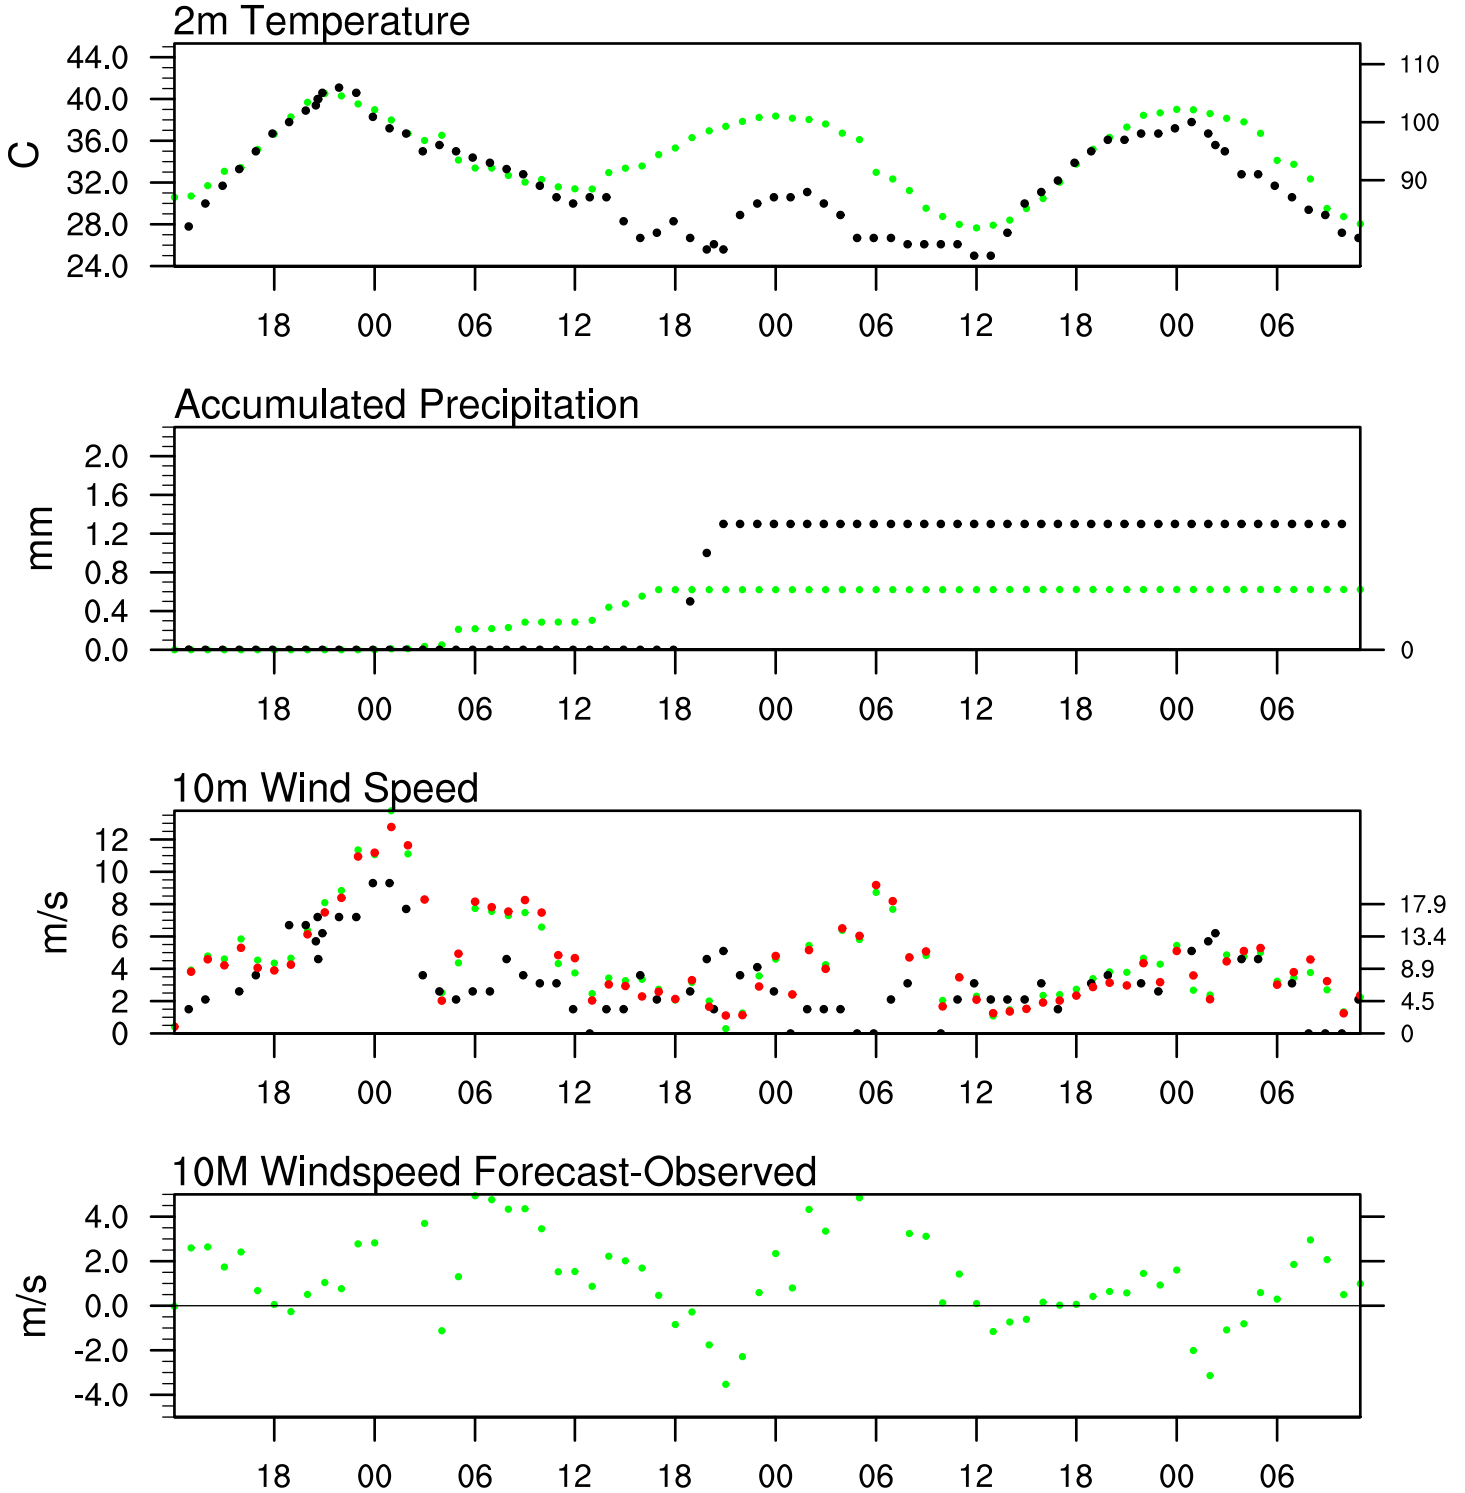 2m Temperature
44.0
40.0
36.0
32.0
28.0
24.0
C
110
100
90
18 00 06 12 18 00 06 12 18 00 06
Accumulated Precipitation
2.0
1.6
1.2
0.8
0.4
0.0
mm
0
18 00 06 12 18 00 06 12 18 00 06
10m Wind Speed
12
10
8
6
4
2
0
m/s
17.9
13.4
8.9
4.5
0
18 00 06 12 18 00 06 12 18 00 06
10M Windspeed Forecast-Observed
4.0
2.0
0.0
-2.0
-4.0
m/s
18 00 06 12 18 00 06 12 18 00 06